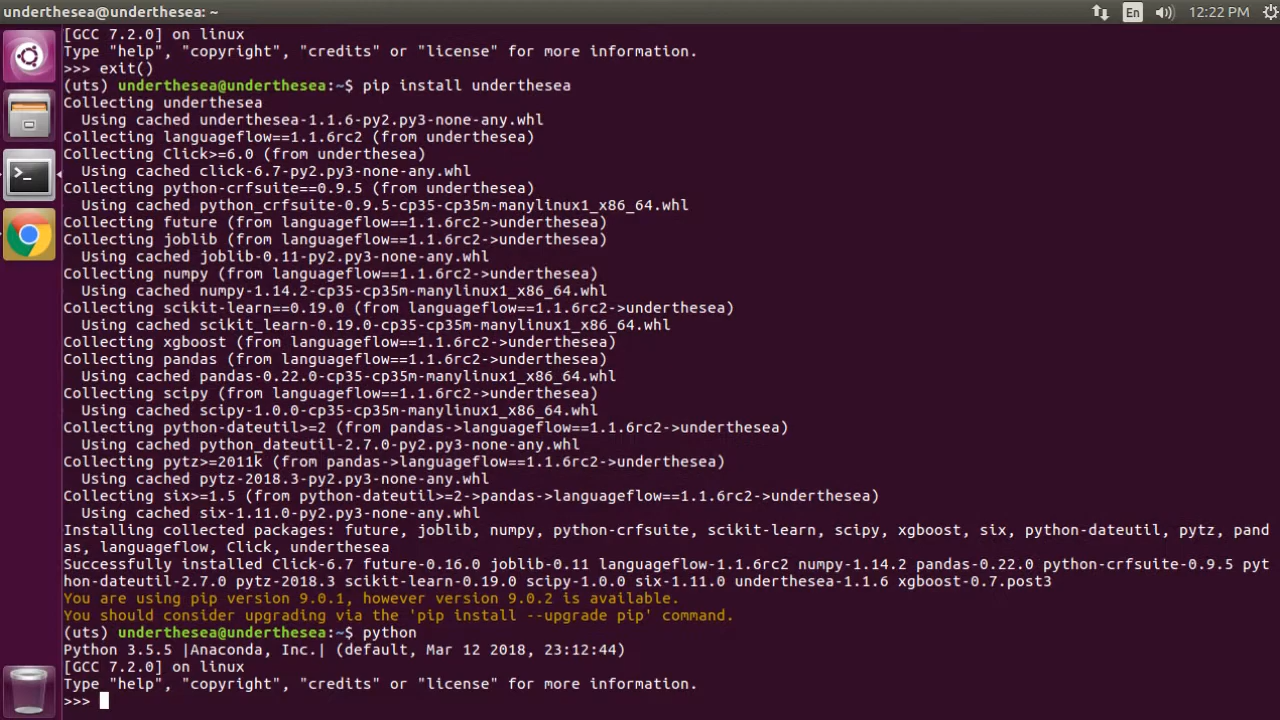 underthesea@underthesea: ~
En
12:22 PM
[GCC 7.2.0] on linux
Type "help", "copyright", "credits" or "license" for more information.
>>> exit()
(uts) underthesea@underthesea:~$ pip install underthesea
Collecting underthesea
  Using cached underthesea-1.1.6-py2.py3-none-any.whl
Collecting languageflow==1.1.6rc2 (from underthesea)
Collecting Click>=6.0 (from underthesea)
  Using cached click-6.7-py2.py3-none-any.whl
Collecting python-crfsuite==0.9.5 (from underthesea)
  Using cached python_crfsuite-0.9.5-cp35-cp35m-manylinux1_x86_64.whl
Collecting future (from languageflow==1.1.6rc2->underthesea)
Collecting joblib (from languageflow==1.1.6rc2->underthesea)
  Using cached joblib-0.11-py2.py3-none-any.whl
Collecting numpy (from languageflow==1.1.6rc2->underthesea)
  Using cached numpy-1.14.2-cp35-cp35m-manylinux1_x86_64.whl
Collecting scikit-learn==0.19.0 (from languageflow==1.1.6rc2->underthesea)
  Using cached scikit_learn-0.19.0-cp35-cp35m-manylinux1_x86_64.whl
Collecting xgboost (from languageflow==1.1.6rc2->underthesea)
Collecting pandas (from languageflow==1.1.6rc2->underthesea)
  Using cached pandas-0.22.0-cp35-cp35m-manylinux1_x86_64.whl
Collecting scipy (from languageflow==1.1.6rc2->underthesea)
  Using cached scipy-1.0.0-cp35-cp35m-manylinux1_x86_64.whl
Collecting python-dateutil>=2 (from pandas->languageflow==1.1.6rc2->underthesea)
  Using cached python_dateutil-2.7.0-py2.py3-none-any.whl
Collecting pytz>=2011k (from pandas->languageflow==1.1.6rc2->underthesea)
  Using cached pytz-2018.3-py2.py3-none-any.whl
Collecting six>=1.5 (from python-dateutil>=2->pandas->languageflow==1.1.6rc2->underthesea)
  Using cached six-1.11.0-py2.py3-none-any.whl
Installing collected packages: future, joblib, numpy, python-crfsuite, scikit-learn, scipy, xgboost, six, python-dateutil, pytz, pand
as, languageflow, Click, underthesea
Successfully installed Click-6.7 future-0.16.0 joblib-0.11 languageflow-1.1.6rc2 numpy-1.14.2 pandas-0.22.0 python-crfsuite-0.9.5 pyt
hon-dateutil-2.7.0 pytz-2018.3 scikit-learn-0.19.0 scipy-1.0.0 six-1.11.0 underthesea-1.1.6 xgboost-0.7.post3
You are using pip version 9.0.1, however version 9.0.2 is available.
You should consider upgrading via the 'pip install --upgrade pip' command.
(uts) underthesea@underthesea:~$ python
Python 3.5.5 |Anaconda, Inc.| (default, Mar 12 2018, 23:12:44)
[GCC 7.2.0] on linux
Type "help", "copyright", "credits" or "license" for more information.
>>>